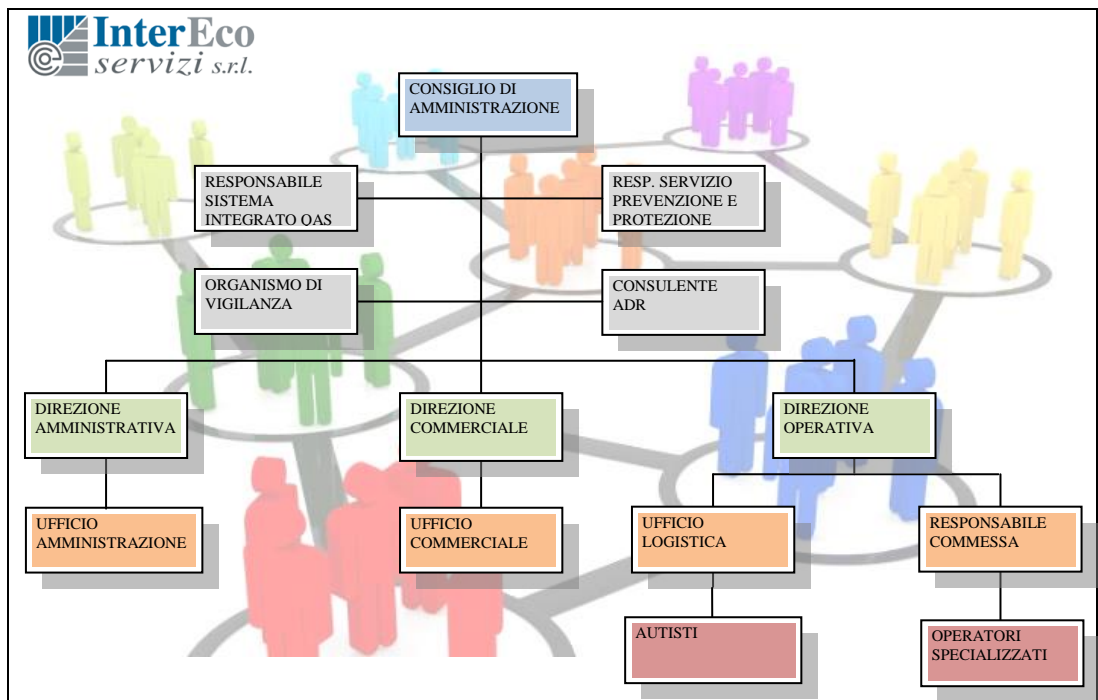 InterEco
servizi s.r.l.
CONSIGLIO DI
AMMINISTRAZIONE
RESPONSABILE
SISTEMA
INTEGRATO QAS
RESP. SERVIZIO
PREVENZIONE E
PROTEZIONE
ORGANISMO DI
VIGILANZA
CONSULENTE
ADR
DIREZIONE
AMMINISTRATIVA
DIREZIONE
COMMERCIALE
DIREZIONE
OPERATIVA
UFFICIO
AMMINISTRAZIONE
UFFICIO
COMMERCIALE
UFFICIO
LOGISTICA
RESPONSABILE
COMMESSA
AUTISTI
OPERATORI
SPECIALIZZATI